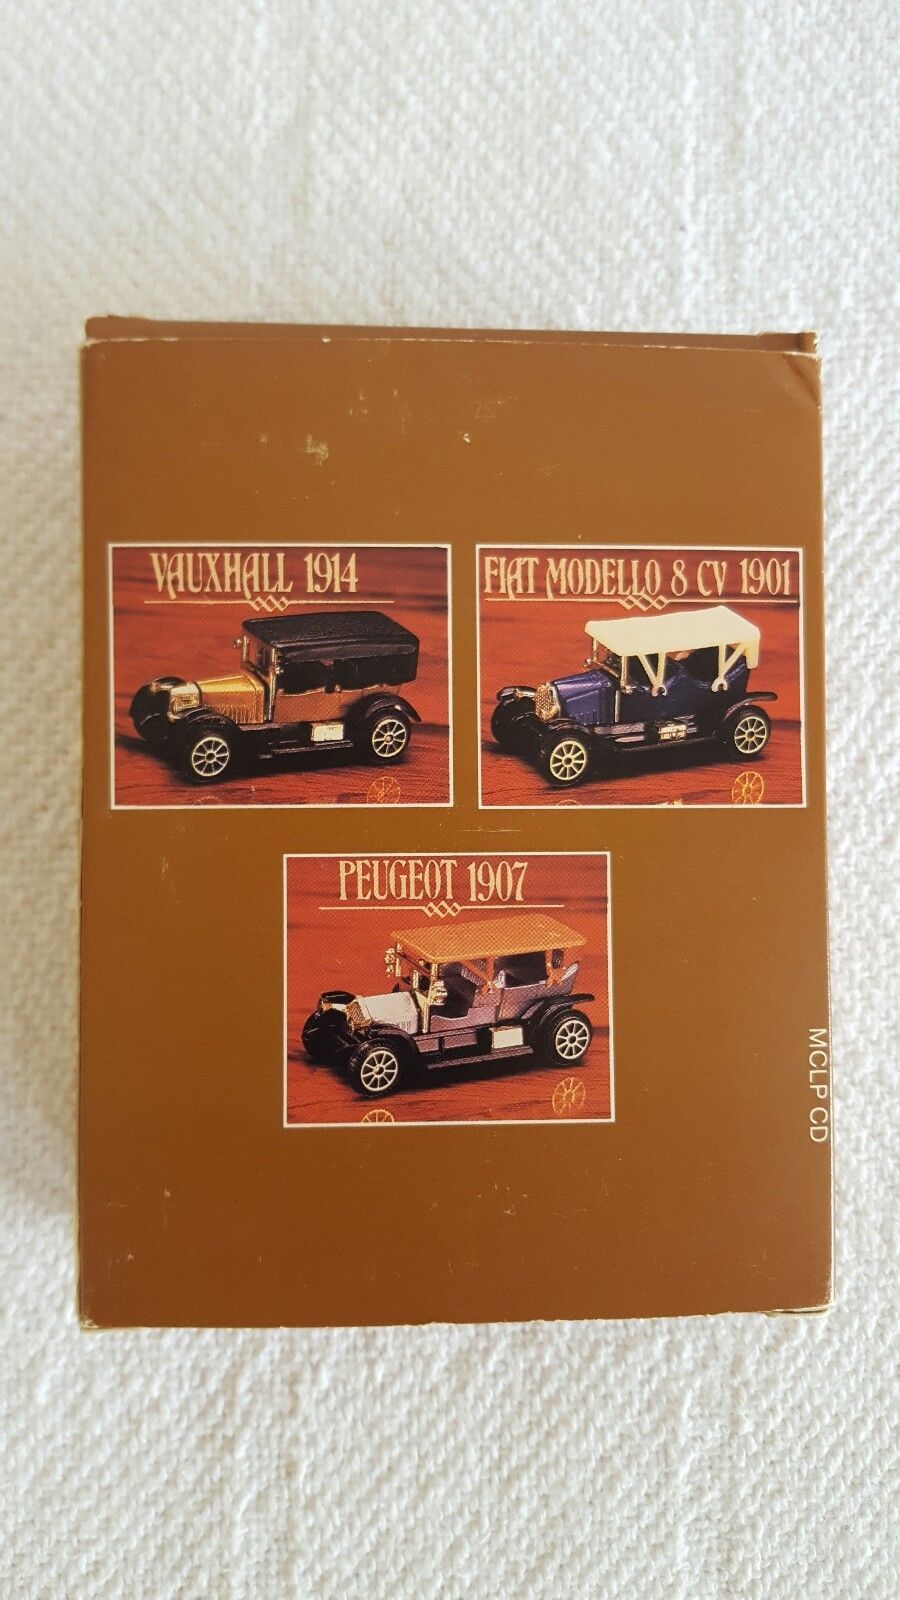 VAUXHALL 1914
FIAT MODELLO 8 CV 1901
PEUGEOT 1907
MCLP CD